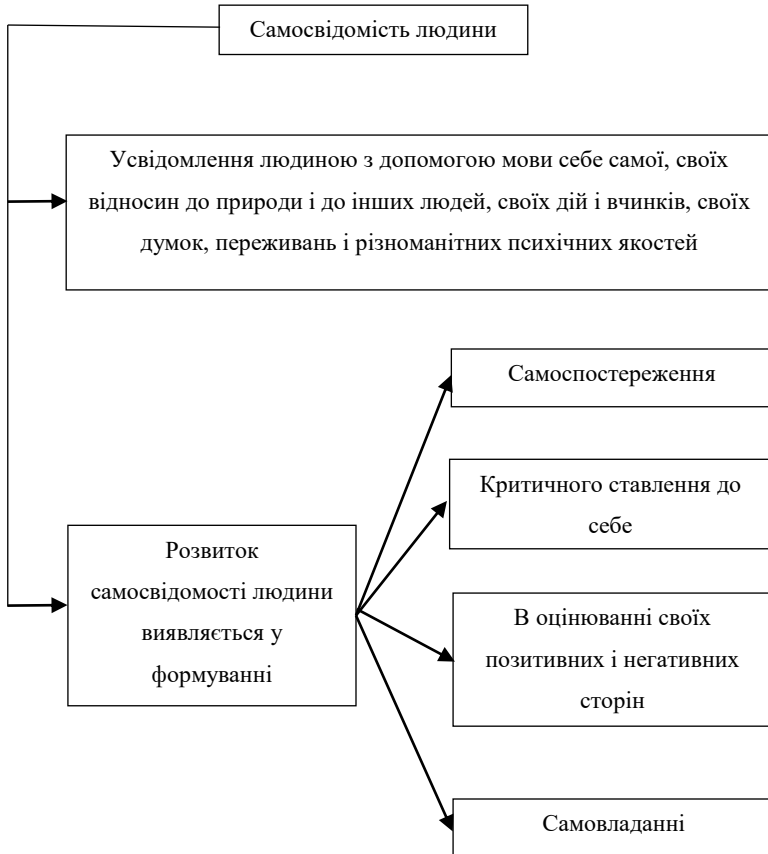 Самосвідомість людини
Усвідомлення людиною з допомогою мови себе самої, своїх
відносин до природи і до інших людей, своїх дій і вчинків, своїх
думок, переживань і різноманітних психічних якостей
Самоспостереження
Критичного ставлення до
себе
Розвиток
самосвідомості людини
виявляється у
формуванні
В оцінюванні своїх
позитивних і негативних
сторін
Самовладанні